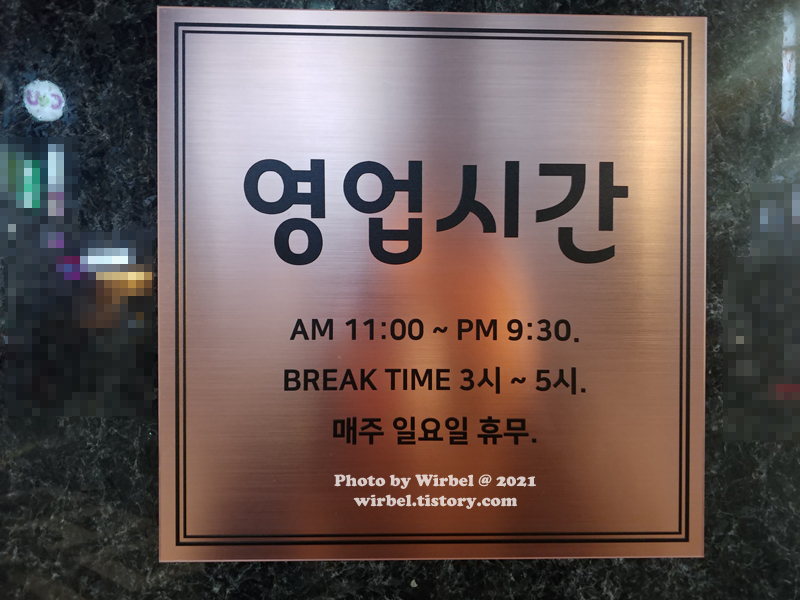 영업시간
AM 11:00 ~ PM 9:30.
BREAK TIME 3시 ~ 5시.
매주 일요일 휴무.
Photo by Wirbel @ 2021
wirbel.tistory.com